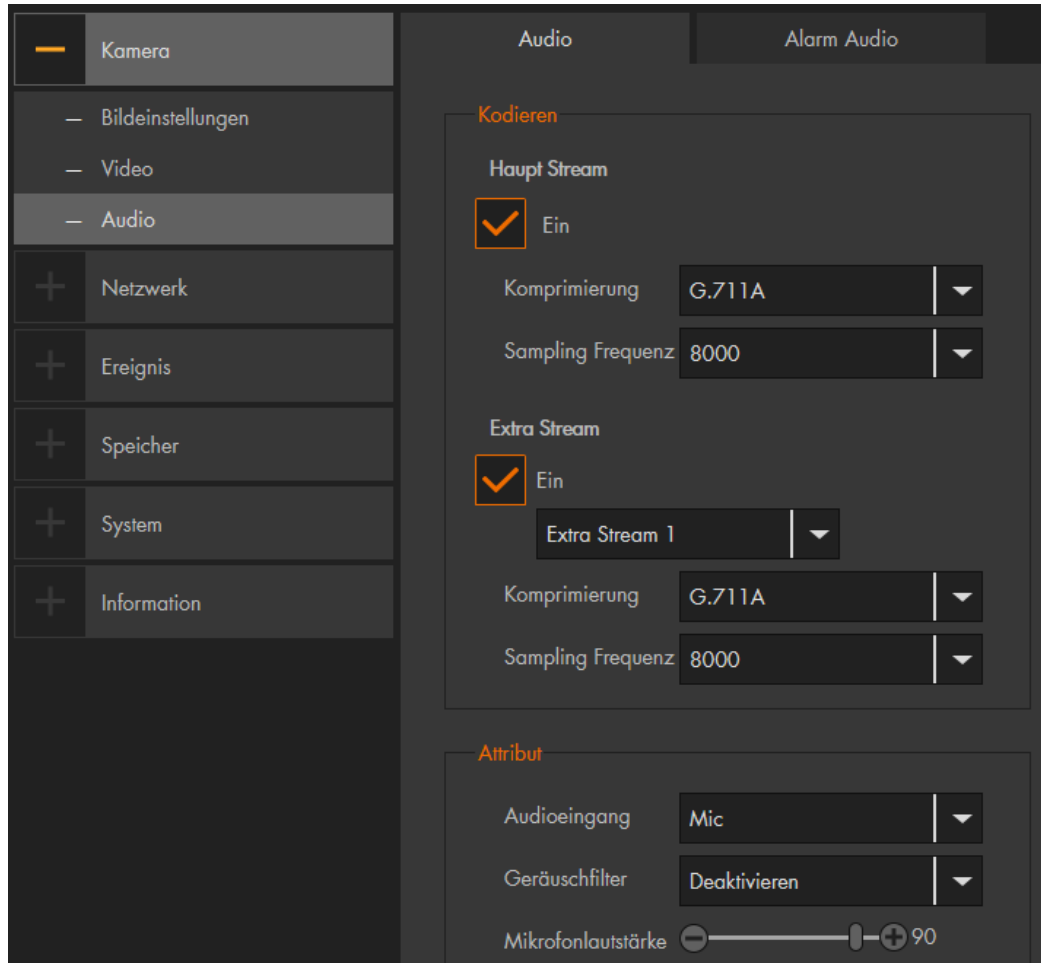 Kamera
Bildeinstellungen
Video
Audio
Netzwerk
Ereignis
Speicher
System
Information
Audio
Alarm Audio
Kodieren
Haupt Stream
Ein
Komprimierung
G.711A
Sampling Frequenz
8000
Extra Stream
Ein
Extra Stream 1
Komprimierung
G.711A
Sampling Frequenz
8000
Attribut
Audioeingang
Mic
Geräuschfilter
Deaktivieren
Mikrofonlautstärke
90